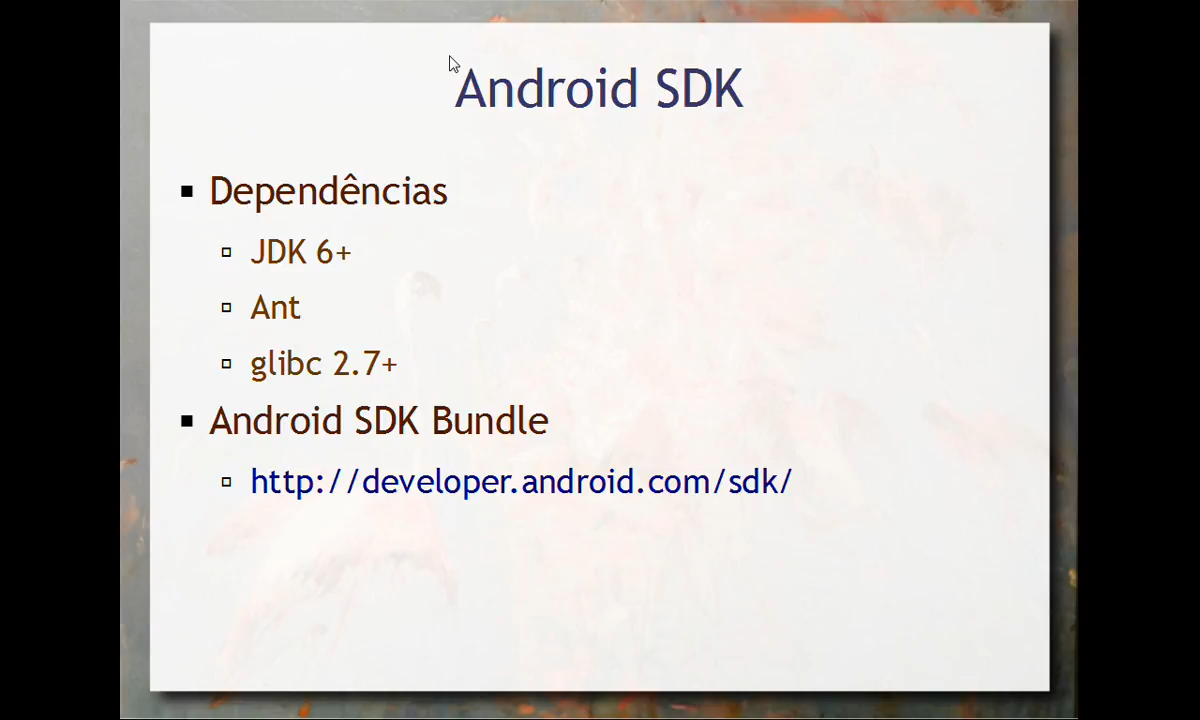 Android SDK
Dependências
JDK 6+
Ant
glibc 2.7+
Android SDK Bundle
http://developer.android.com/sdk/